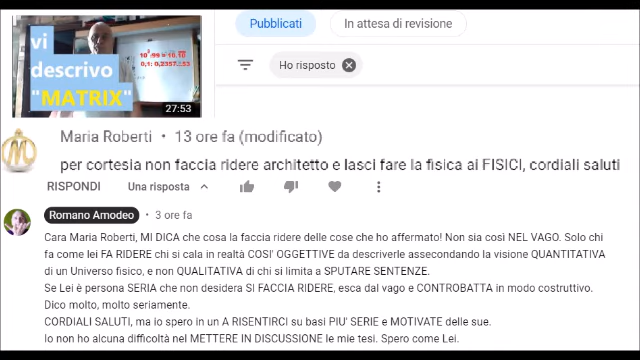 Pubblicati
In attesa di revisione
vi
descrivo
"MATRIX"
27:53
Ho risposto
Maria Roberti • 13 ore fa (modificato)
per cortesia non faccia ridere architetto e lasci fare la fisica ai FISICI, cordiali saluti
RISPONDI Una risposta
Romano Amodeo • 3 ore fa
Cara Maria Roberti, MI DICA che cosa la faccia ridere delle cose che ho affermato! Non sia così NEL VAGO. Solo chi
fa come lei FA RIDERE chi si cala in realtà COSI' OGGETTIVE da descriverle assecondando la visione QUANTITATIVA
di un Universo fisico, e non QUALITATIVA di chi si limita a SPUTARE SENTENZE.
Se Lei è persona SERIA che non desidera SI FACCIA RIDERE, esca dal vago e CONTROBATTA in modo costruttivo.
Dico molto, molto seriamente.
CORDIALI SALUTI, ma io spero in un A RISENTIRCI su basi PIU' SERIE e MOTIVATE delle sue.
Io non ho alcuna difficoltà nel METTERE IN DISCUSSIONE le mie tesi. Spero come Lei.